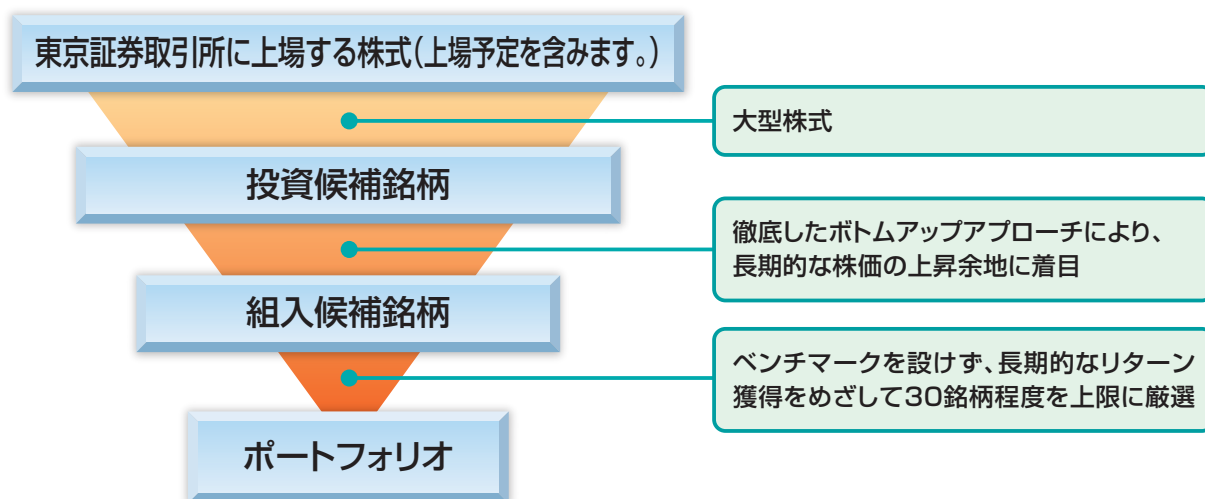 東京証券取引所に上場する株式(上場予定を含みます。)
大型株式
投資候補銘柄
徹底したボトムアップアプローチにより、
長期的な株価の上昇余地に着目
組入候補銘柄
ベンチマークを設けず、長期的なリターン
獲得をめざして30銘柄程度を上限に厳選
ポートフォリオ